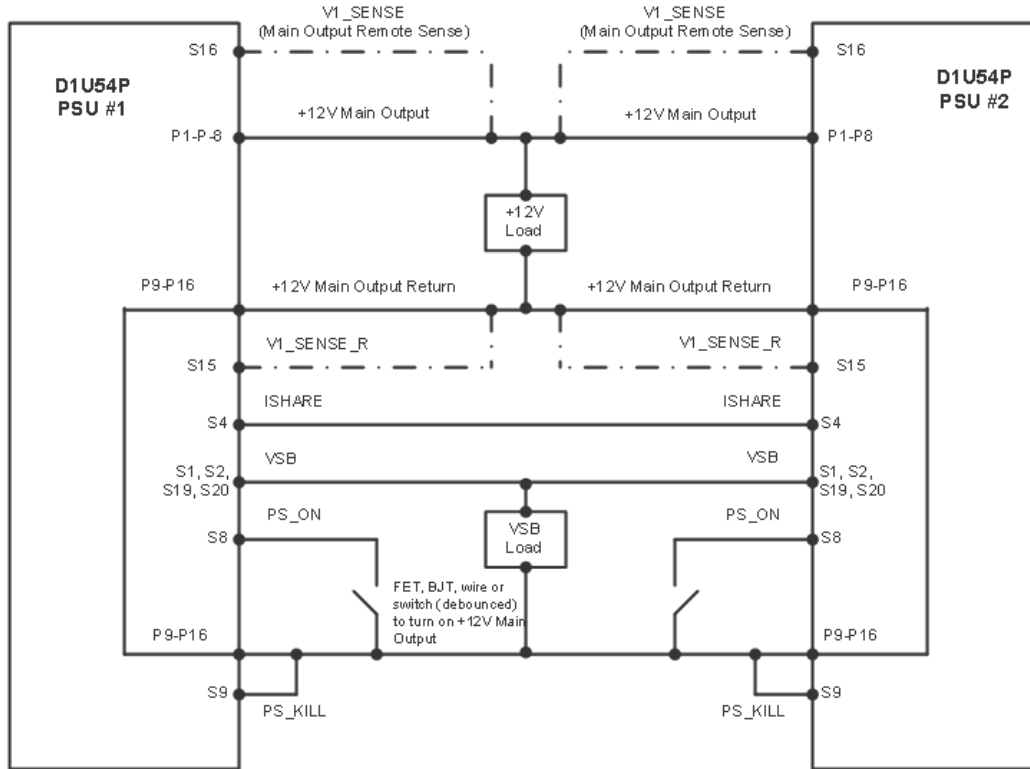 V1_SENSE
(Main Output Remote Sense)
V1_SENSE
(Main Output Remote Sense)
S16
S16
D1U54P
PSU #1
D1U54P
PSU #2
+12V Main Output
+12V Main Output
P1-P-8
P1-P8
+12V
Load
P9-P16
+12V Main Output Return
+12V Main Output Return
P9-P16
V1_SENSE_R
V1_SENSE_R
S15
S15
ISHARE
ISHARE
S4
S4
VSB
VSB
S1, S2,
S19, S20
S1, S2,
S19, S20
PS_ON
PS_ON
S8
S8
VSB
Load
FET, BJT, wire or
switch (debounced)
to turn on +12V Main
Output
P9-P16
P9-P16
S9
S9
PS_KILL
PS_KILL